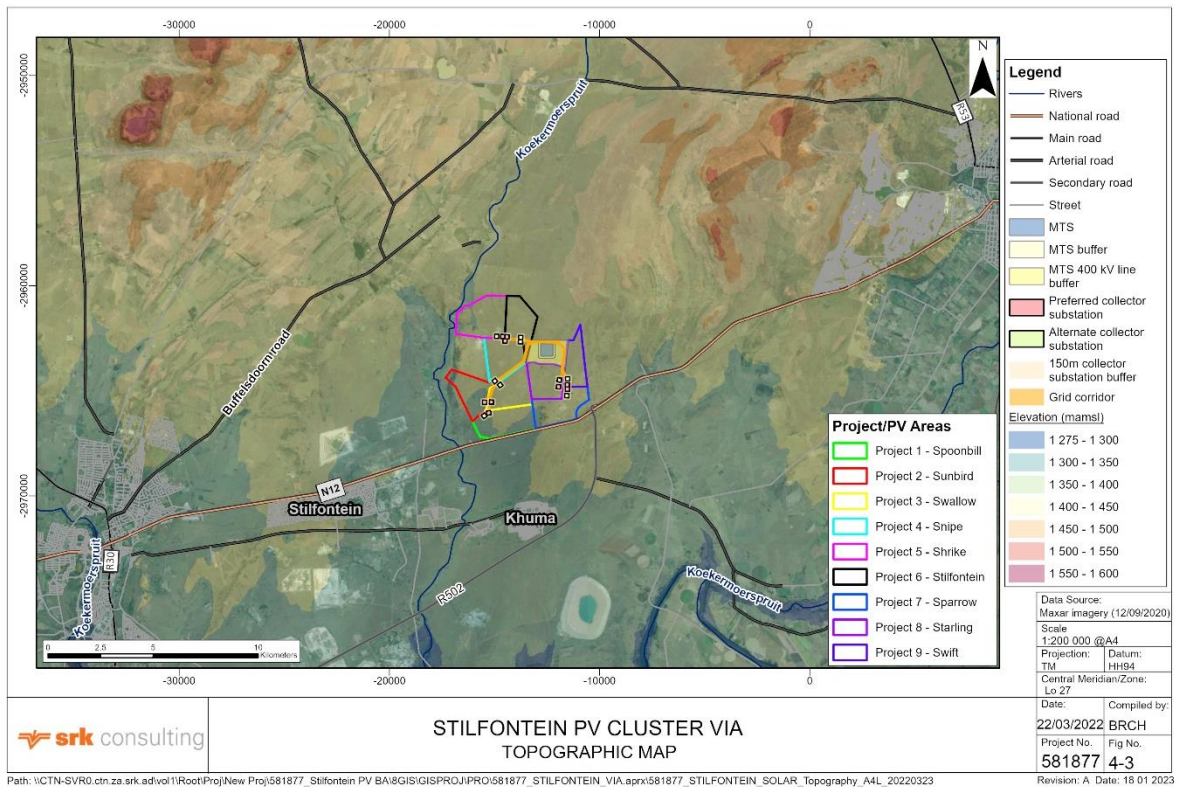 -30000
-20000
-10000
0
N
-2950000
-2960000
-2970000
Koekermoerspruit
R53
Buffelsdoornroad
N12
Stilfontein
Khuma
R30
Koekermoerspruit
R502
Koekermoerspruit
0 2,5 5 10
Kilometers
-30000
-20000
-10000
0
Project/PV Areas
Project 1 - Spoonbill
Project 2 - Sunbird
Project 3 - Swallow
Project 4 - Snipe
Project 5 - Shrike
Project 6 - Stilfontein
Project 7 - Sparrow
Project 8 - Starling
Project 9 - Swift
Legend
Rivers
National road
Main road
Arterial road
Secondary road
Street
MTS
MTS buffer
MTS 400 kV line
buffer
Preferred collector
substation
Alternate collector
substation
150m collector
substation buffer
Grid corridor
Elevation (mamsl)
1 275 - 1 300
1 300 - 1 350
1 350 - 1 400
1 400 - 1 450
1 450 - 1 500
1 500 - 1 550
1 550 - 1 600
Data Source:
Maxar imagery (12/09/2020)
Scale
1:200 000 @A4
Projection:
TM
Datum:
HH94
Central Meridian/Zone:
Lo 27
Date:
22/03/2022
Compiled by:
BRCH
Project No.
581877
Fig No.
4-3
srk consulting
STILFONTEIN PV CLUSTER VIA
TOPOGRAPHIC MAP
Path: \\CTN-SVR0.ctn.za.srk.ad\vol1\Root\Proj\New Proj\581877_Stilfontein PV BA\8GIS\GISPROJ\PRO\581877_STILFONTEIN_VIA.aprx\581877_STILFONTEIN_SOLAR_Topography_A4L_20220323
Revision: A Date: 18 01 2023